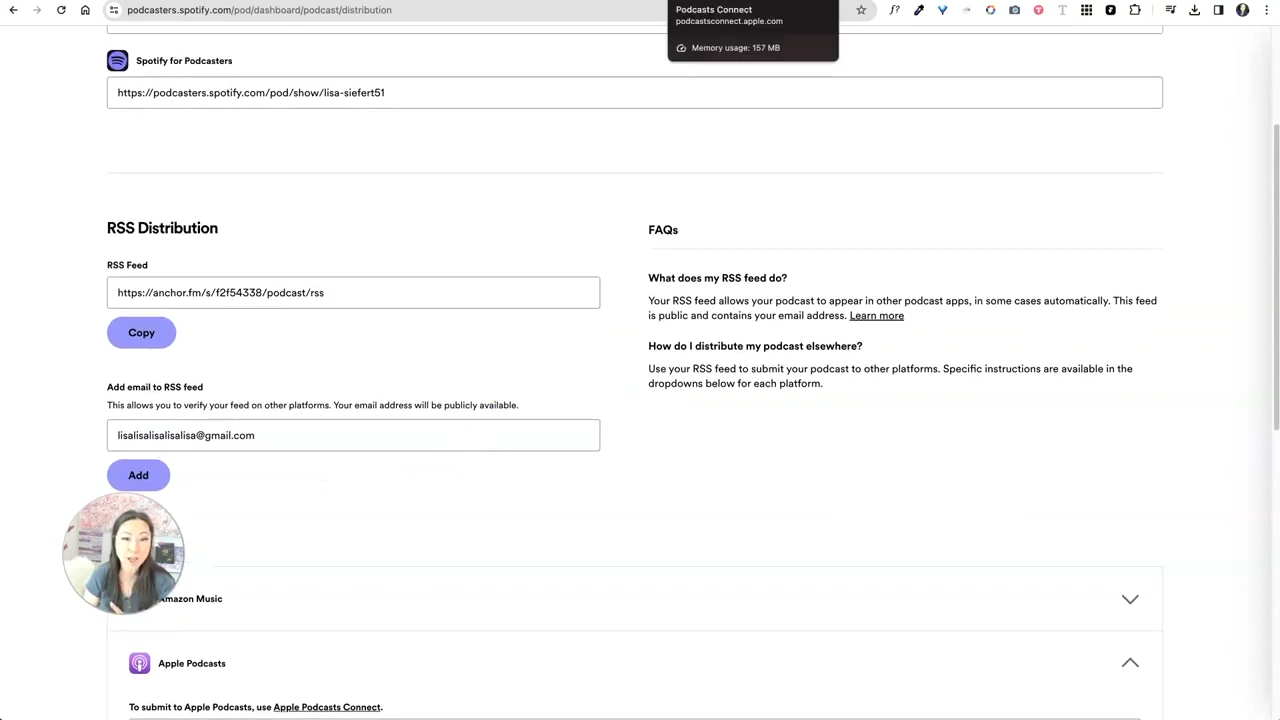 podcasters.spotify.com/pod/dashboard/podcast/distribution
Podcasts Connect
podcastsconnect.apple.com
Memory usage: 157 MB
Spotify for Podcasters
https://podcasters.spotify.com/pod/show/lisa-siefert51
RSS Distribution
RSS Feed
https://anchor.fm/s/f2f54338/podcast/rss
Copy
Add email to RSS feed
This allows you to verify your feed on other platforms. Your email address will be publicly available.
lisalisalisalisalisa@gmail.com
Add
FAQs
What does my RSS feed do?
Your RSS feed allows your podcast to appear in other podcast apps, in some cases automatically. This feed
is public and contains your email address. Learn more
How do I distribute my podcast elsewhere?
Use your RSS feed to submit your podcast to other platforms. Specific instructions are available in the
dropdowns below for each platform.
Amazon Music
Apple Podcasts
To submit to Apple Podcasts, use Apple Podcasts Connect.